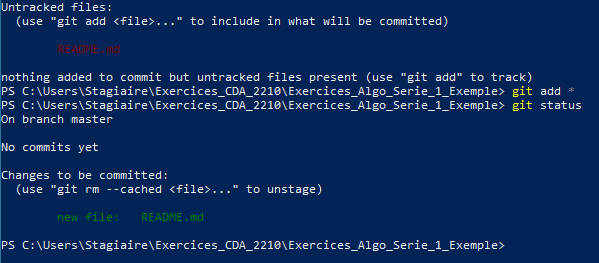 Untracked files:
  (use "git add <file>..." to include in what will be committed)
        README.md
nothing added to commit but untracked files present (use "git add" to track)
PS C:\Users\Stagiaire\Exercices_CDA_2210\Exercices_Algo_Serie_1_Exemple> git add *
PS C:\Users\Stagiaire\Exercices_CDA_2210\Exercices_Algo_Serie_1_Exemple> git status
On branch master
No commits yet
Changes to be committed:
  (use "git rm --cached <file>..." to unstage)
        new file:   README.md
PS C:\Users\Stagiaire\Exercices_CDA_2210\Exercices_Algo_Serie_1_Exemple>